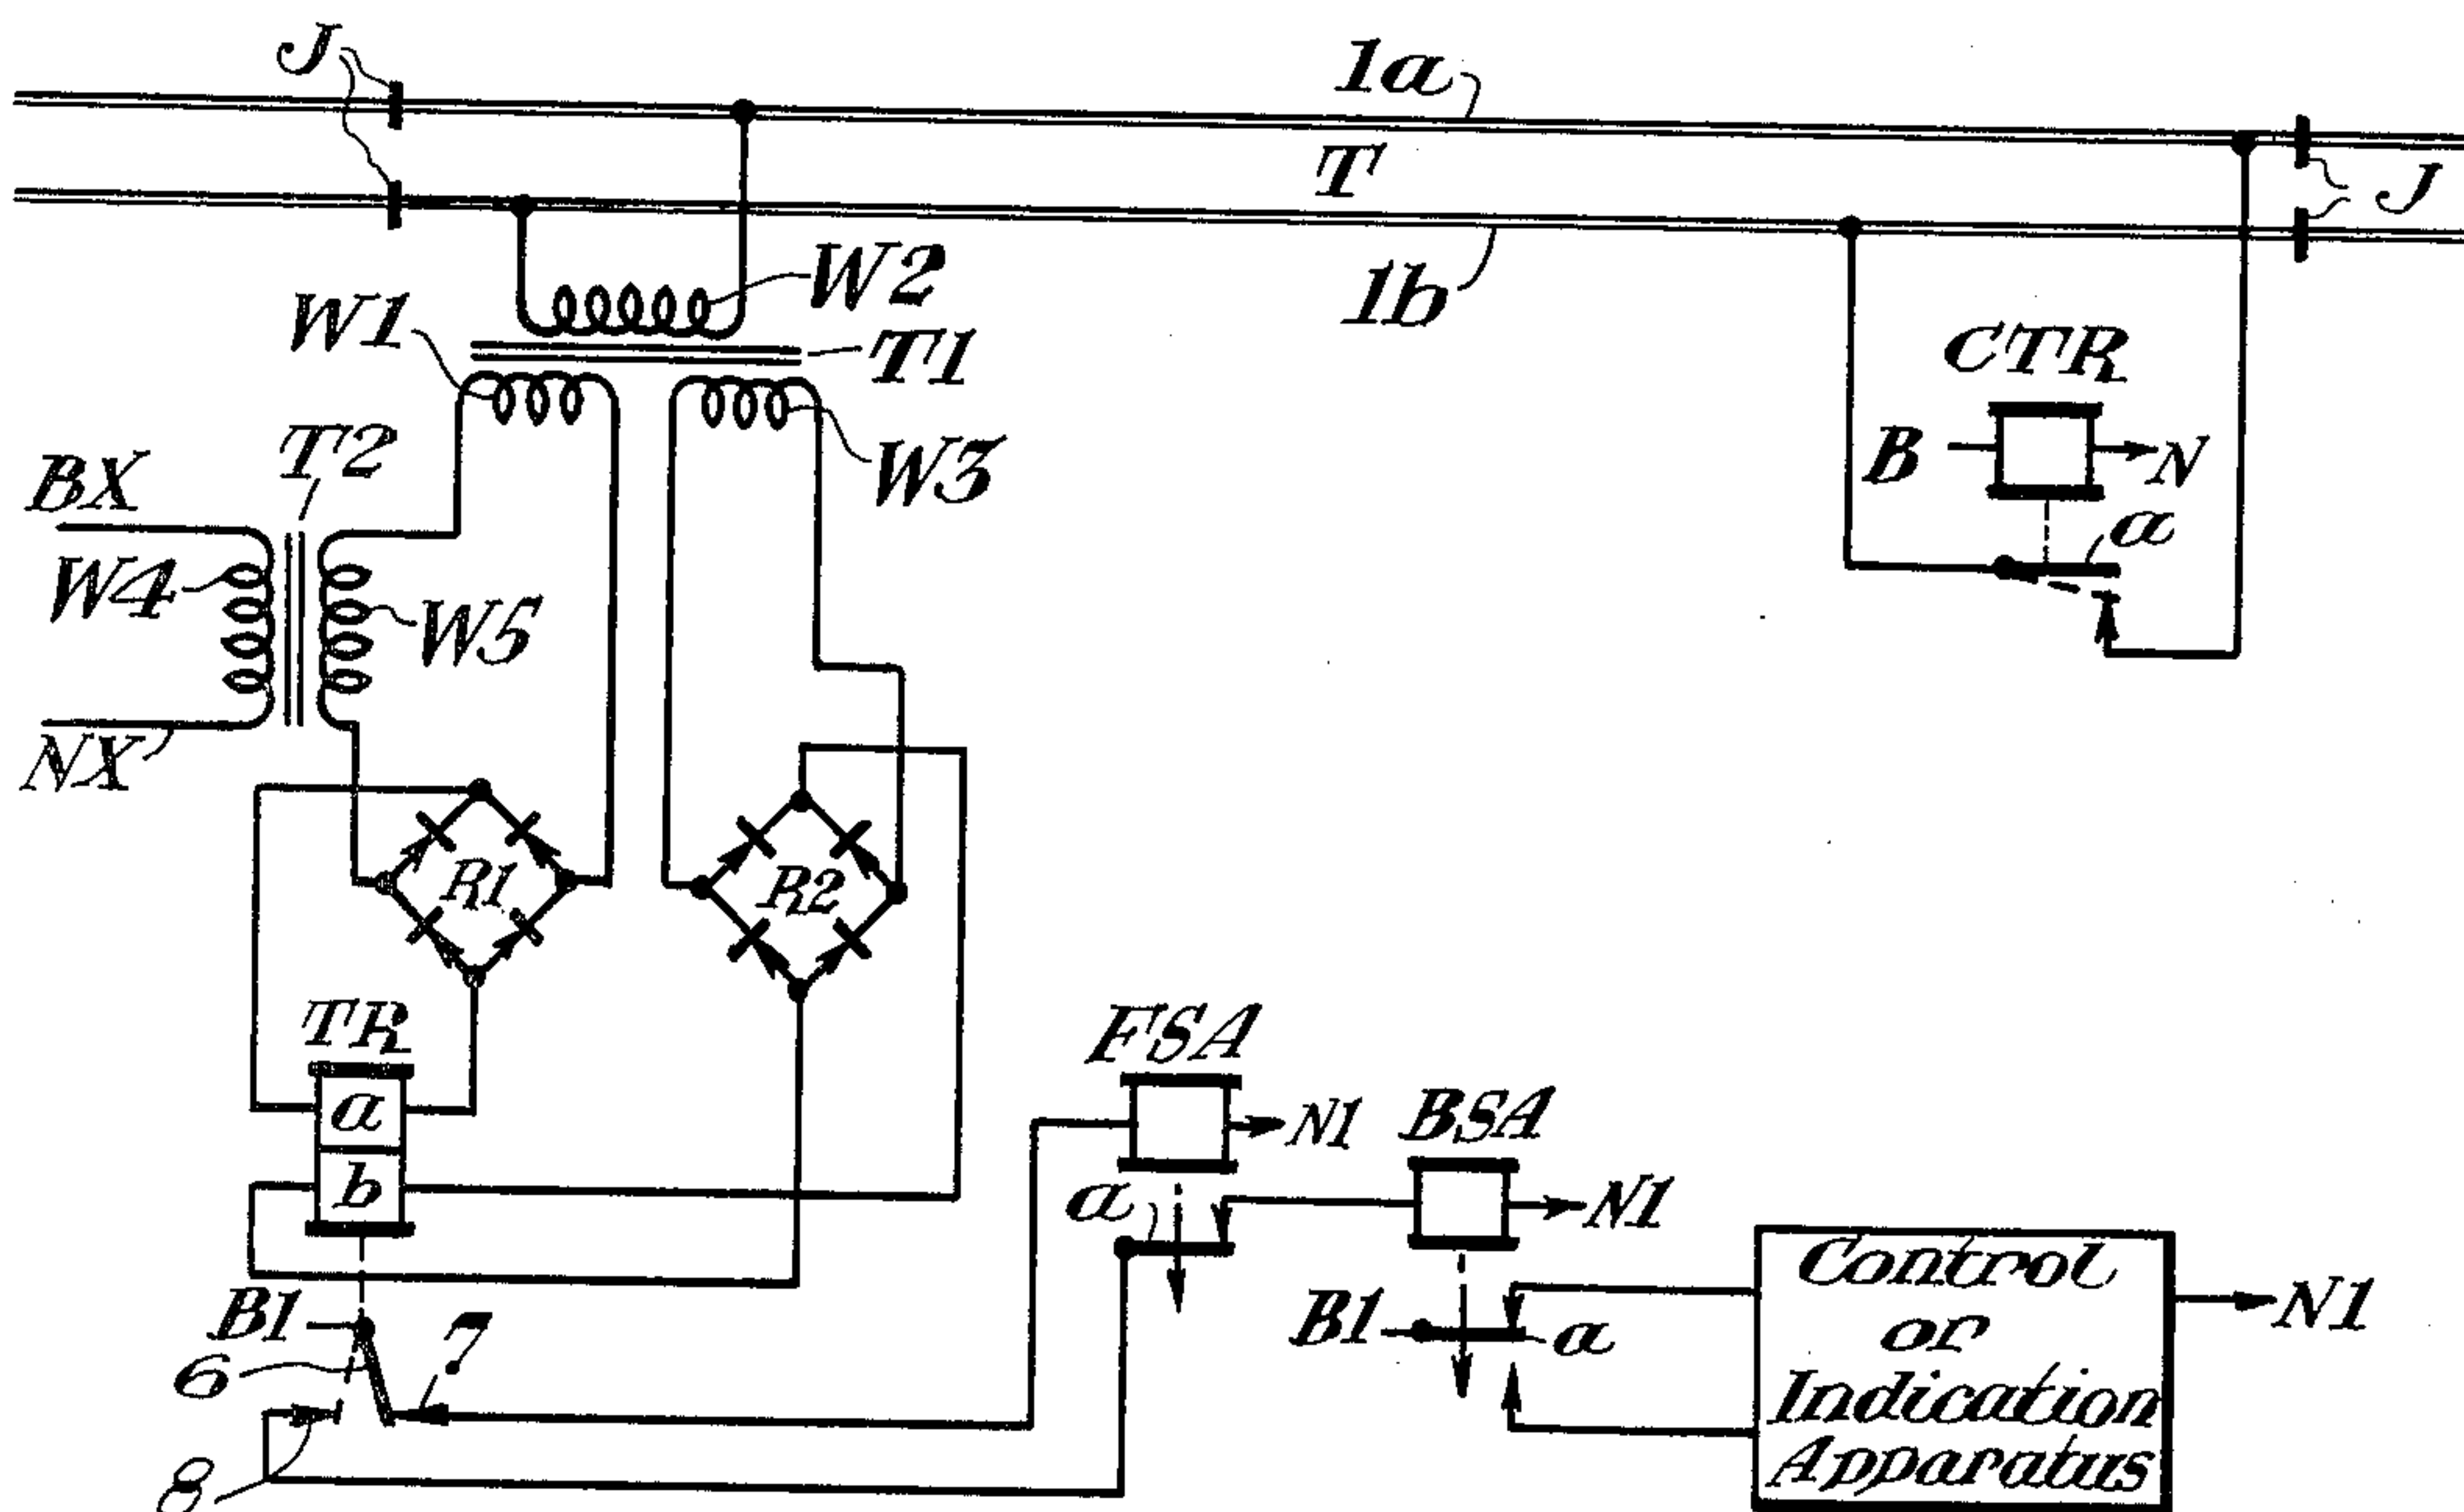 J
1a
T
J
1b
W2
W1
T1
CTR
T2
W3
B
N
BX
a
W4
W5
NX
R1
R2
TR
FSA
a
BSA
N1
b
a
N1
Control
or
Indication
Apparatus
B1
7
B1
a
N1
6
8